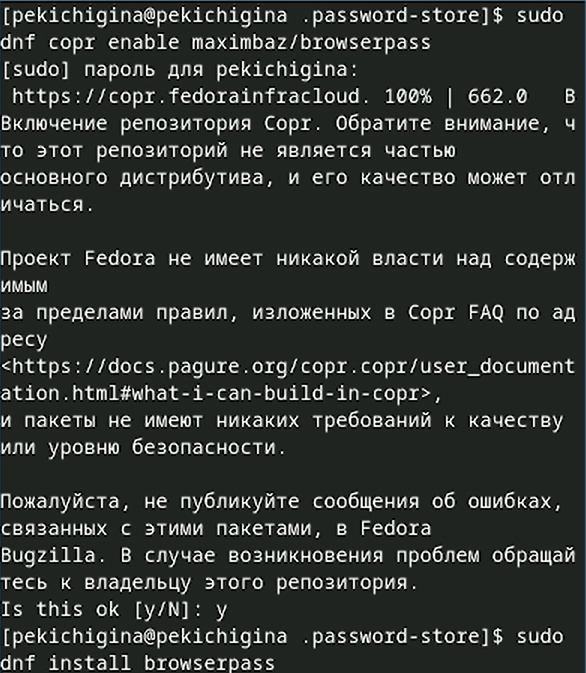 [pekichigina@pekichigina .password-store]$ sudo
dnf copr enable maximbaz/browserpass
[sudo] пароль для pekichigina:
 https://copr.fedorainfracloud. 100% | 662.0   B
Включение репозитория Copr. Обратите внимание, ч
то этот репозиторий не является частью
основного дистрибутива, и его качество может отл
ичаться.

Проект Fedora не имеет никакой власти над содерж
имым
за пределами правил, изложенных в Copr FAQ по ад
ресу
<https://docs.pagure.org/copr.copr/user_document
ation.html#what-i-can-build-in-copr>,
и пакеты не имеют никаких требований к качеству
или уровню безопасности.

Пожалуйста, не публикуйте сообщения об ошибках,
связанных с этими пакетами, в Fedora
Bugzilla. В случае возникновения проблем обращай
тесь к владельцу этого репозитория.
Is this ok [y/N]: y
[pekichigina@pekichigina .password-store]$ sudo
dnf install browserpass